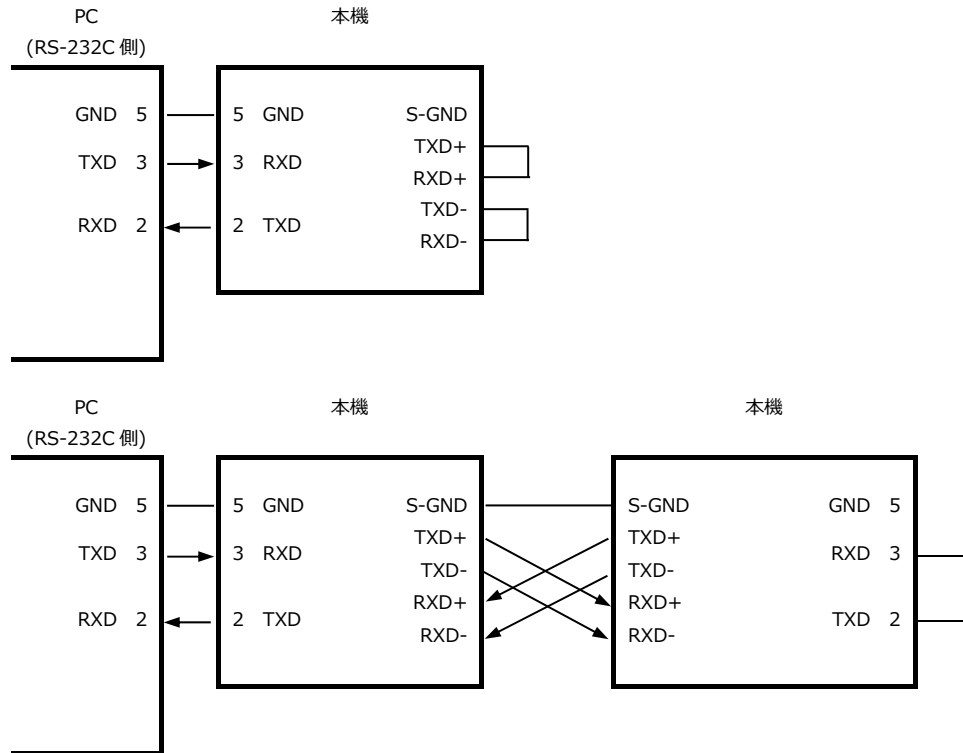 PC 本機
(RS-232C 側)
GND 5 5 GND S-GND
TXD+
TXD 3 3 RXD
RXD+
TXD-
RXD 2 2 TXD
RXD-
PC 本機 本機
(RS-232C 側)
GND 5 5 GND S-GND S-GND GND 5
TXD+ TXD+
TXD 3 3 RXD RXD 3
TXD- TXD-
RXD+ RXD+
RXD 2 2 TXD TXD 2
RXD- RXD-